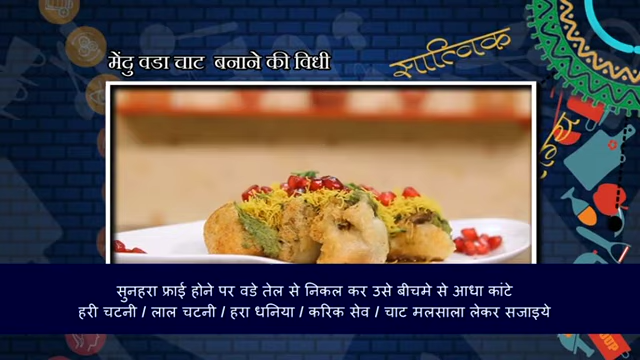 मेंदु वडा चाट बनाने की विधी
सात्विक
सुनहरा फ्राई होने पर वडे तेल से निकल कर उसे बीचमे से आधा कांटे
हरी चटनी / लाल चटनी / हरा धनिया / करिक सेव / चाट मलसाला लेकर सजाइये